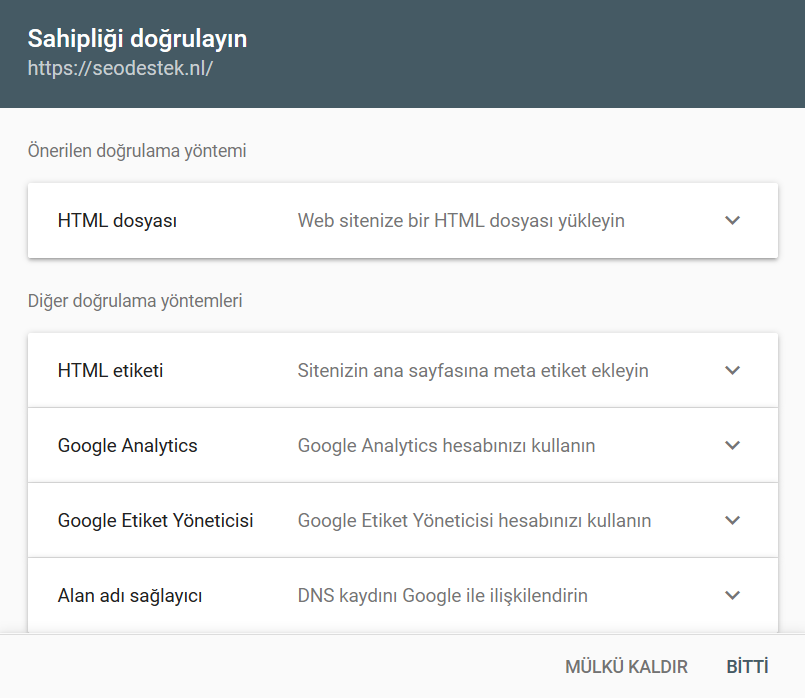 Sahipliği doğrulayın
https://seodestek.nl/
Önerilen doğrulama yöntemi
HTML dosyası Web sitenize bir HTML dosyası yükleyin
Diğer doğrulama yöntemleri
HTML etiketi Sitenizin ana sayfasına meta etiket ekleyin
Google Analytics Google Analytics hesabınızı kullanın
Google Etiket Yöneticisi Google Etiket Yöneticisi hesabınızı kullanın
Alan adı sağlayıcı DNS kaydını Google ile ilişkilendirin
MÜLKÜ KALDIR BİTTİ